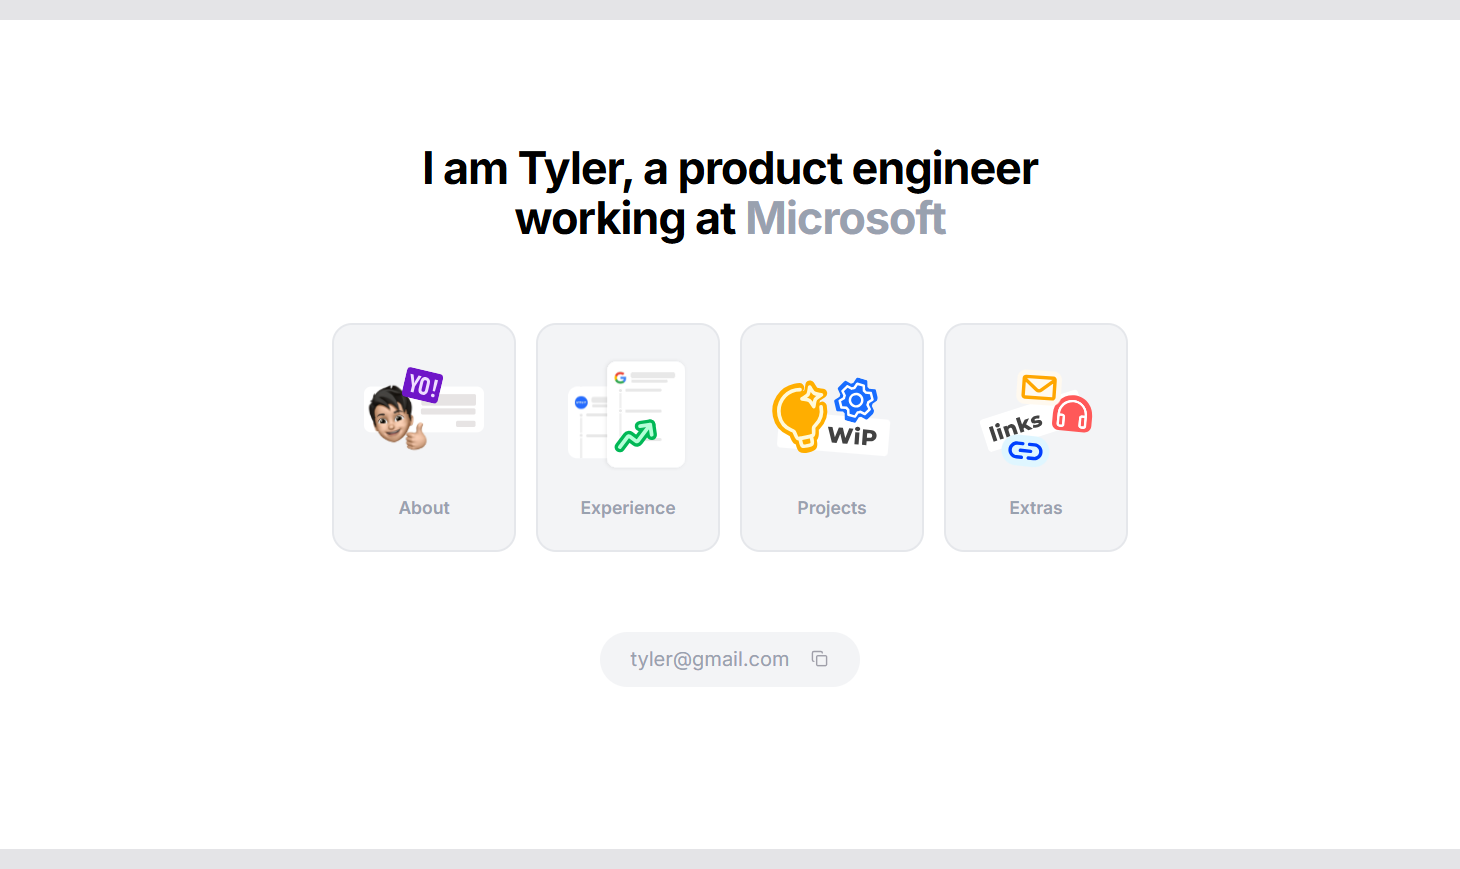 I am Tyler, a product engineer
working at Microsoft
YO!
WiP
links
About
Experience
Projects
Extras
tyler@gmail.com